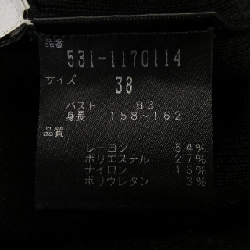 品番
531-1170114
サイズ
38
バスト 83
身長 158~162
品質
レーヨン 54%
ポリエステル 27%
ナイロン 16%
ポリウレタン 3%